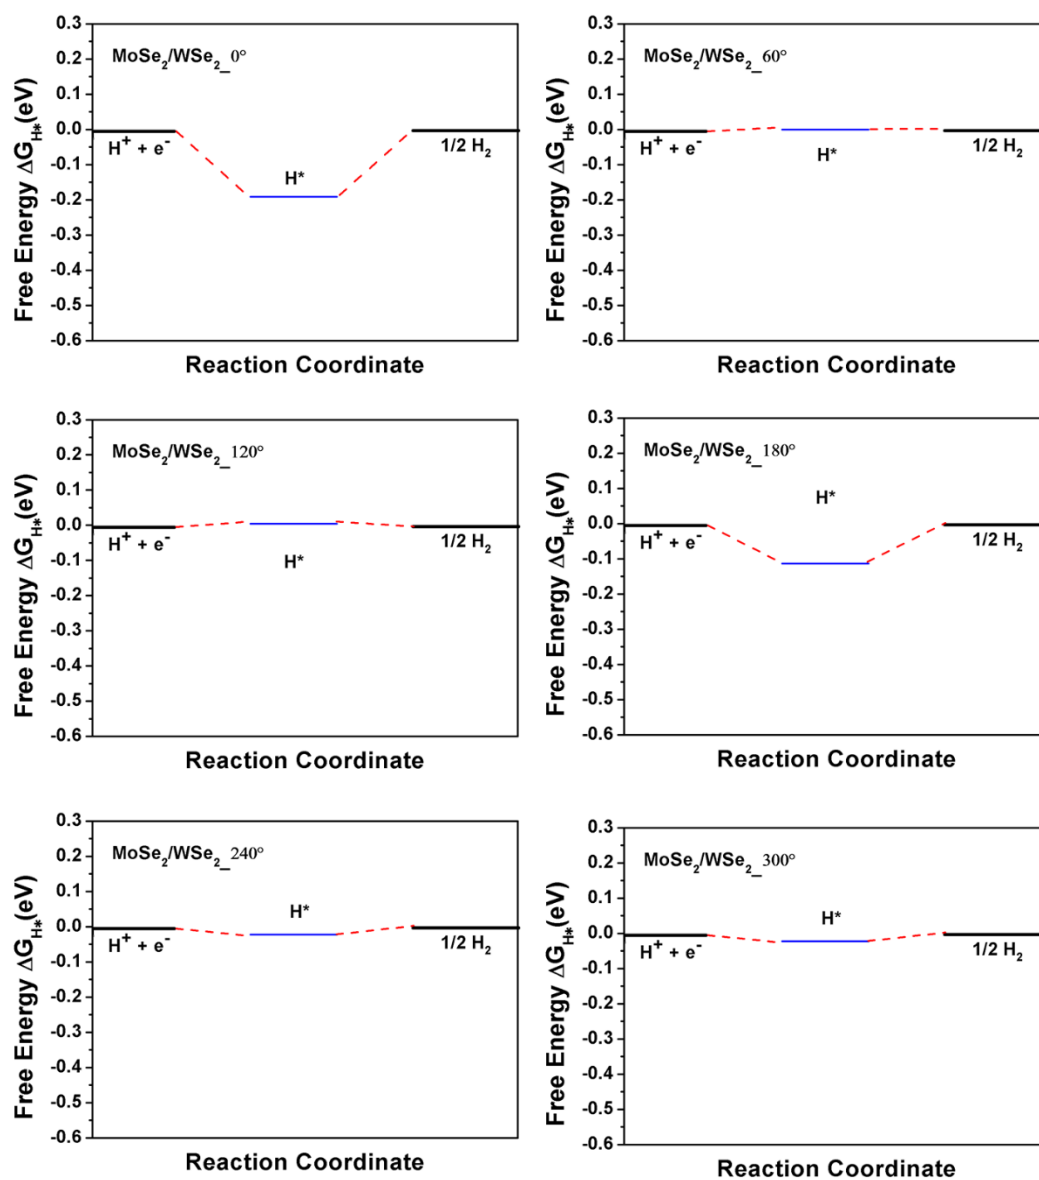 0.3
0.2
0.1
0.0
-0.1
-0.2
-0.3
-0.4
-0.5
-0.6
Free Energy ΔG_H*(eV)
MoSe₂/WSe₂_0°
H⁺ + e⁻
H*
1/2 H₂
Reaction Coordinate
0.3
0.2
0.1
0.0
-0.1
-0.2
-0.3
-0.4
-0.5
-0.6
Free Energy ΔG_H*(eV)
MoSe₂/WSe₂_60°
H⁺ + e⁻
H*
1/2 H₂
Reaction Coordinate
0.3
0.2
0.1
0.0
-0.1
-0.2
-0.3
-0.4
-0.5
-0.6
Free Energy ΔG_H*(eV)
MoSe₂/WSe₂_120°
H⁺ + e⁻
H*
1/2 H₂
Reaction Coordinate
0.3
0.2
0.1
0.0
-0.1
-0.2
-0.3
-0.4
-0.5
-0.6
Free Energy ΔG_H*(eV)
MoSe₂/WSe₂_180°
H*
H⁺ + e⁻
1/2 H₂
Reaction Coordinate
0.3
0.2
0.1
0.0
-0.1
-0.2
-0.3
-0.4
-0.5
-0.6
Free Energy ΔG_H*(eV)
MoSe₂/WSe₂_240°
H*
H⁺ + e⁻
1/2 H₂
Reaction Coordinate
0.3
0.2
0.1
0.0
-0.1
-0.2
-0.3
-0.4
-0.5
-0.6
Free Energy ΔG_H*(eV)
MoSe₂/WSe₂_300°
H*
H⁺ + e⁻
1/2 H₂
Reaction Coordinate